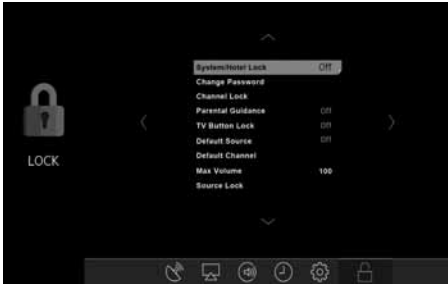 System/Hotel Lock Off
Change Password
Channel Lock
Parental Guidance Off
TV Button Lock Off
Default Source Off
Default Channel
Max Volume 100
Source Lock
LOCK